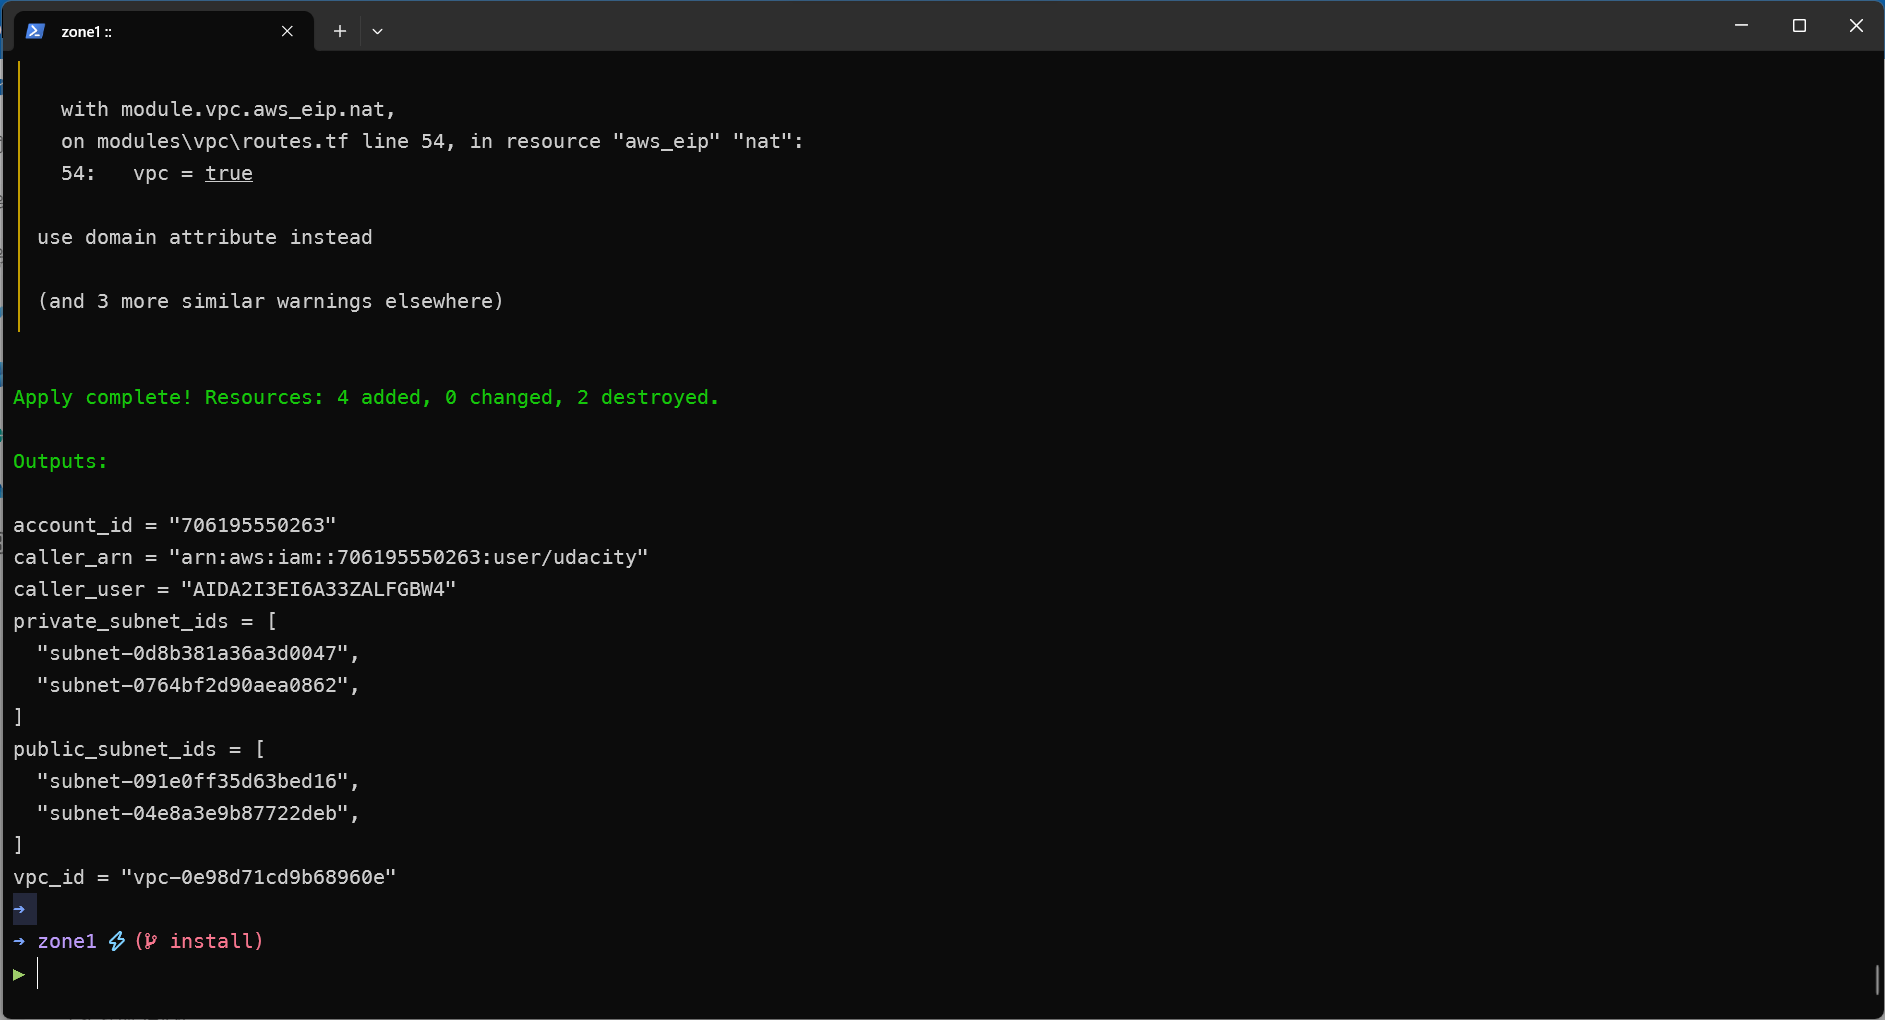 zone1 ::
with module.vpc.aws_eip.nat,
on modules\vpc\routes.tf line 54, in resource "aws_eip" "nat":
54:   vpc = true
use domain attribute instead
(and 3 more similar warnings elsewhere)
Apply complete! Resources: 4 added, 0 changed, 2 destroyed.
Outputs:
account_id = "706195550263"
caller_arn = "arn:aws:iam::706195550263:user/udacity"
caller_user = "AIDA2I3EI6A33ZALFGBW4"
private_subnet_ids = [
  "subnet-0d8b381a36a3d0047",
  "subnet-0764bf2d90aea0862",
]
public_subnet_ids = [
  "subnet-091e0ff35d63bed16",
  "subnet-04e8a3e9b87722deb",
]
vpc_id = "vpc-0e98d71cd9b68960e"
→
→ zone1 ⚡ ( install)
▶